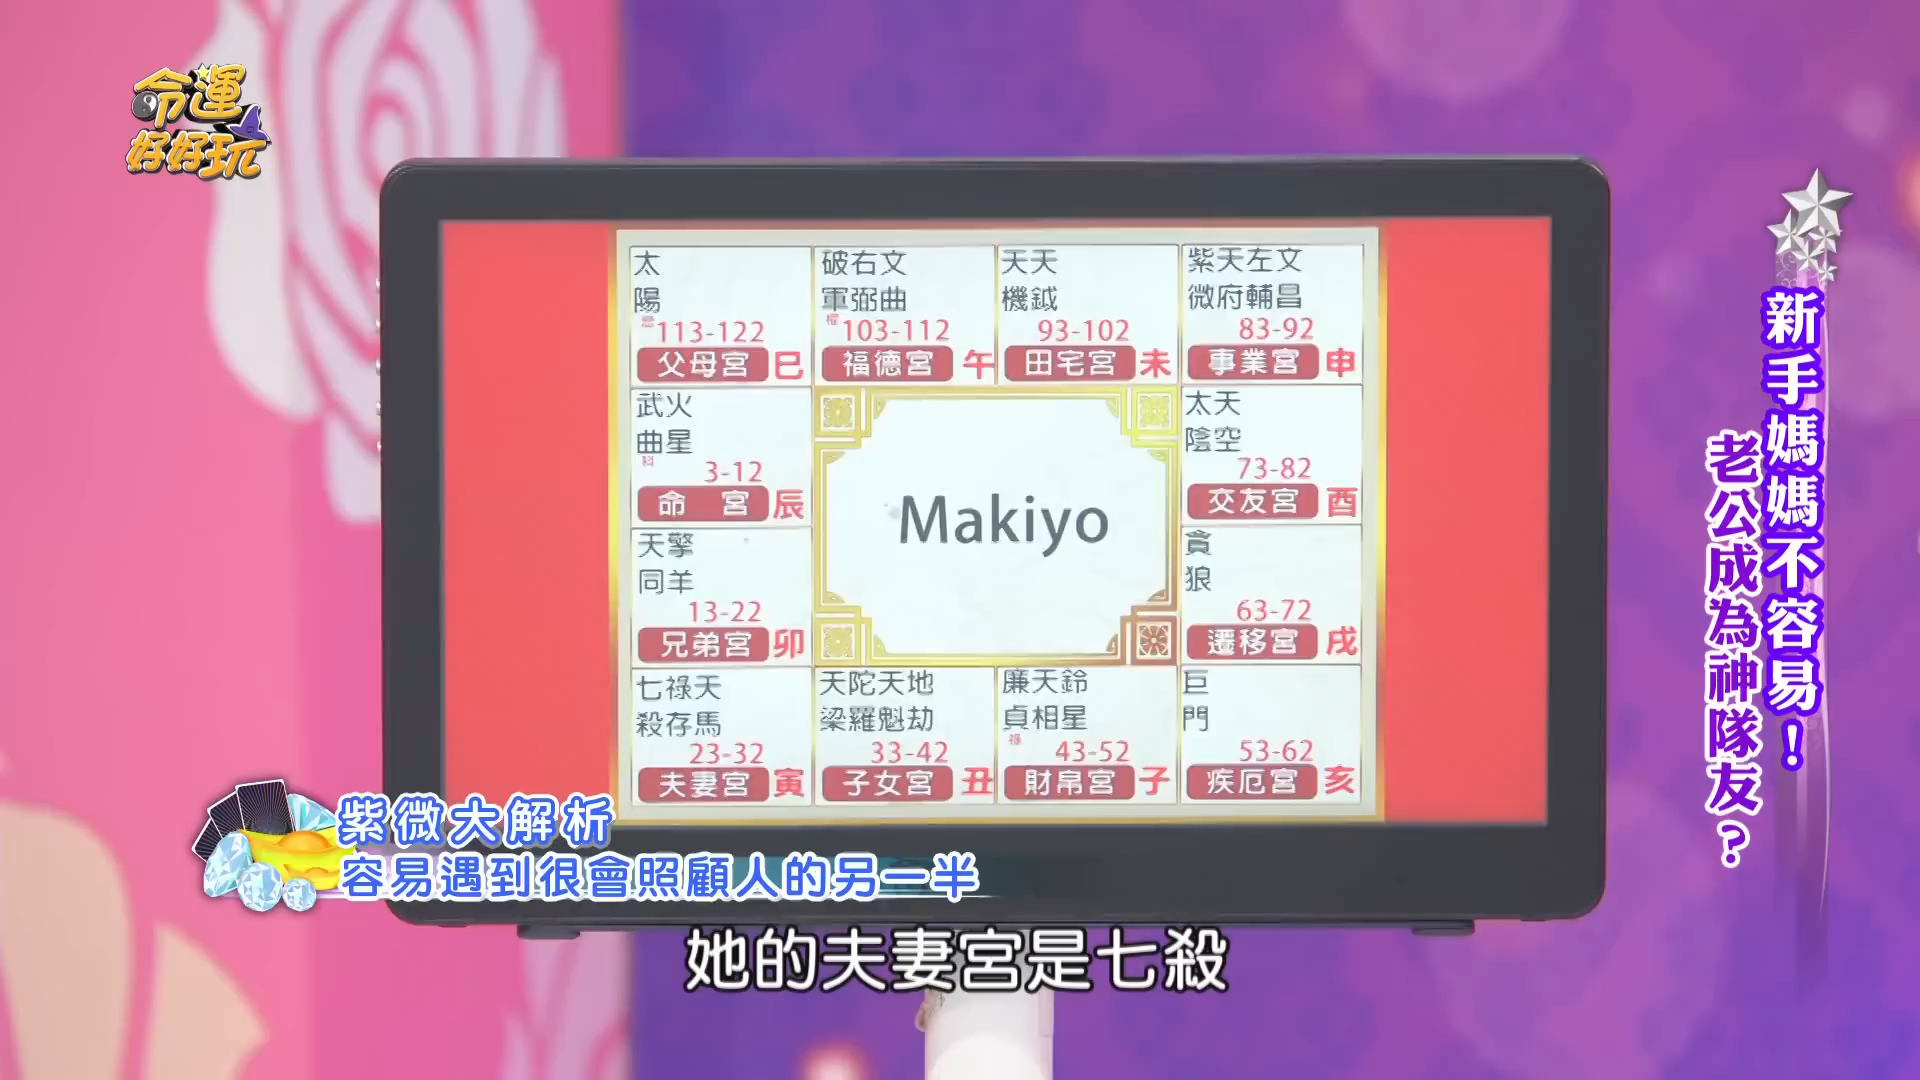 命運
好好玩
新手媽媽不容易！
老公成為神隊友？
太
陽
忌
113-122
父母宮 巳
破右文
軍弼曲
權
103-112
福德宮 午
天天
機鉞
93-102
田宅宮 未
紫天左文
微府輔昌
83-92
事業宮 申
武火
曲星
科
3-12
命 宮 辰
Makiyo
太天
陰空
73-82
交友宮 酉
天擎
同羊
13-22
兄弟宮 卯
貪
狼
63-72
遷移宮 戌
七祿天
殺存馬
23-32
夫妻宮 寅
天陀天地
梁羅魁劫
33-42
子女宮 丑
廉天鈴
貞相星
祿
43-52
財帛宮 子
巨
門
53-62
疾厄宮 亥
紫微大解析
容易遇到很會照顧人的另一半
她的夫妻宮是七殺